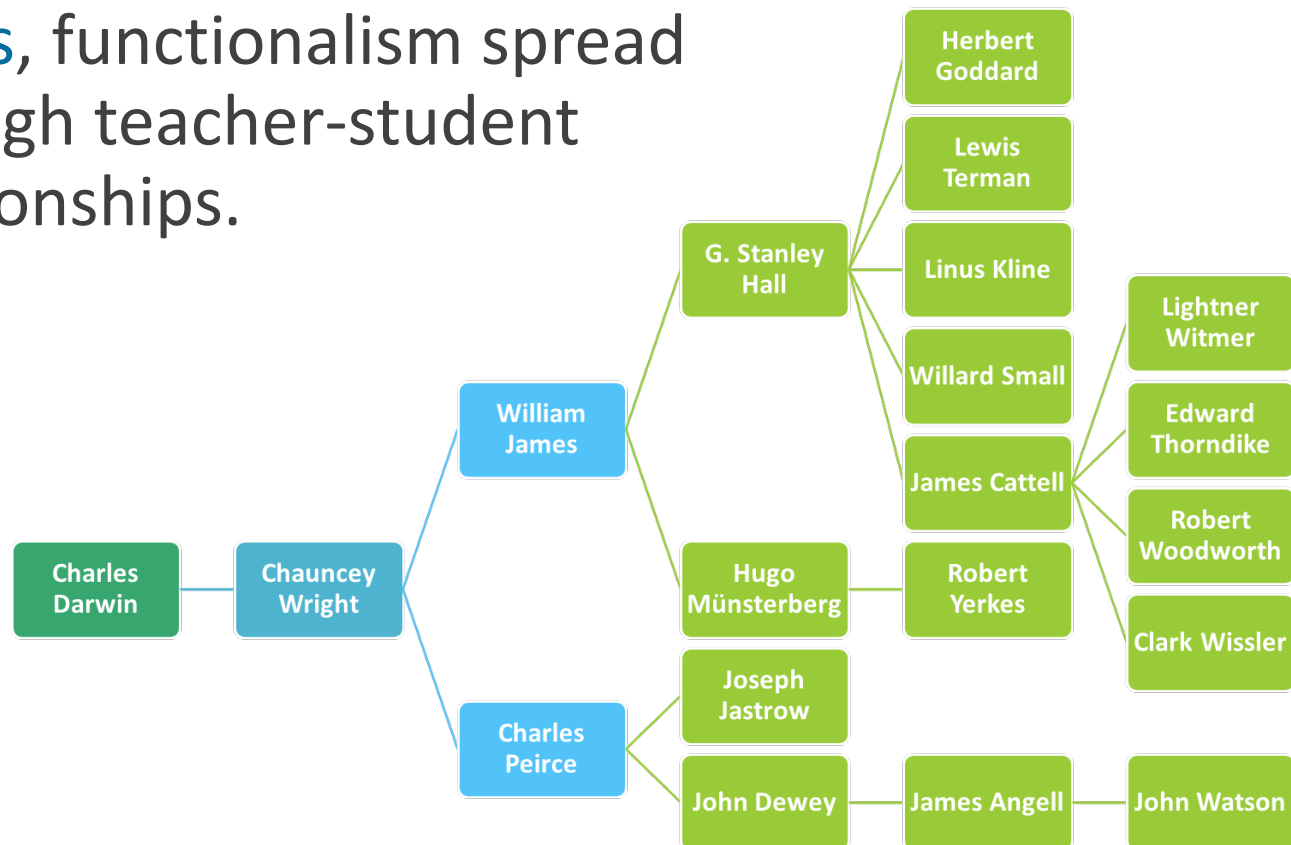 s, functionalism spread
gh teacher-student
onships.
Herbert
Goddard
Lewis
Terman
G. Stanley
Hall
Linus Kline
Lightner
Witmer
Willard Small
William
James
Edward
Thorndike
James Cattell
Robert
Woodworth
Charles
Darwin
Chauncey
Wright
Hugo
Münsterberg
Robert
Yerkes
Clark Wissler
Joseph
Jastrow
Charles
Peirce
John Dewey
James Angell
John Watson